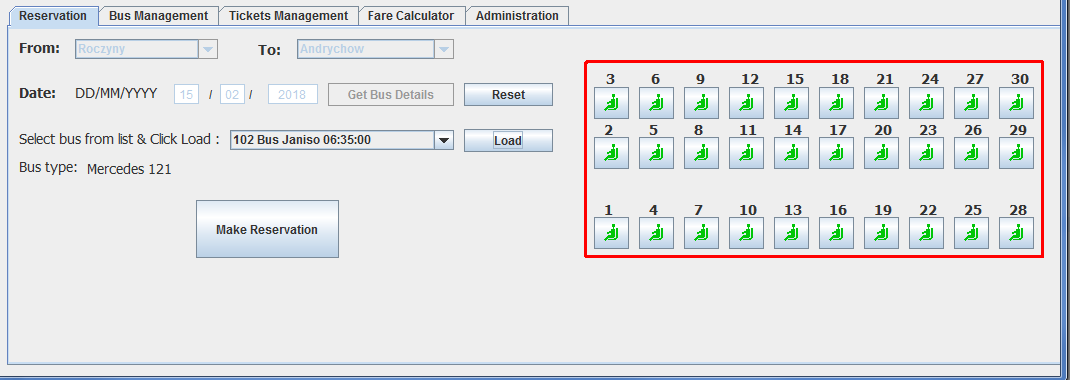 Reservation Bus Management Tickets Management Fare Calculator Administration
From: Roczyny To: Andrychow
Date: DD/MM/YYYY 15 / 02 / 2018 Get Bus Details Reset
Select bus from list & Click Load : 102 Bus Janiso 06:35:00 Load
Bus type: Mercedes 121
Make Reservation
3 6 9 12 15 18 21 24 27 30
2 5 8 11 14 17 20 23 26 29
1 4 7 10 13 16 19 22 25 28